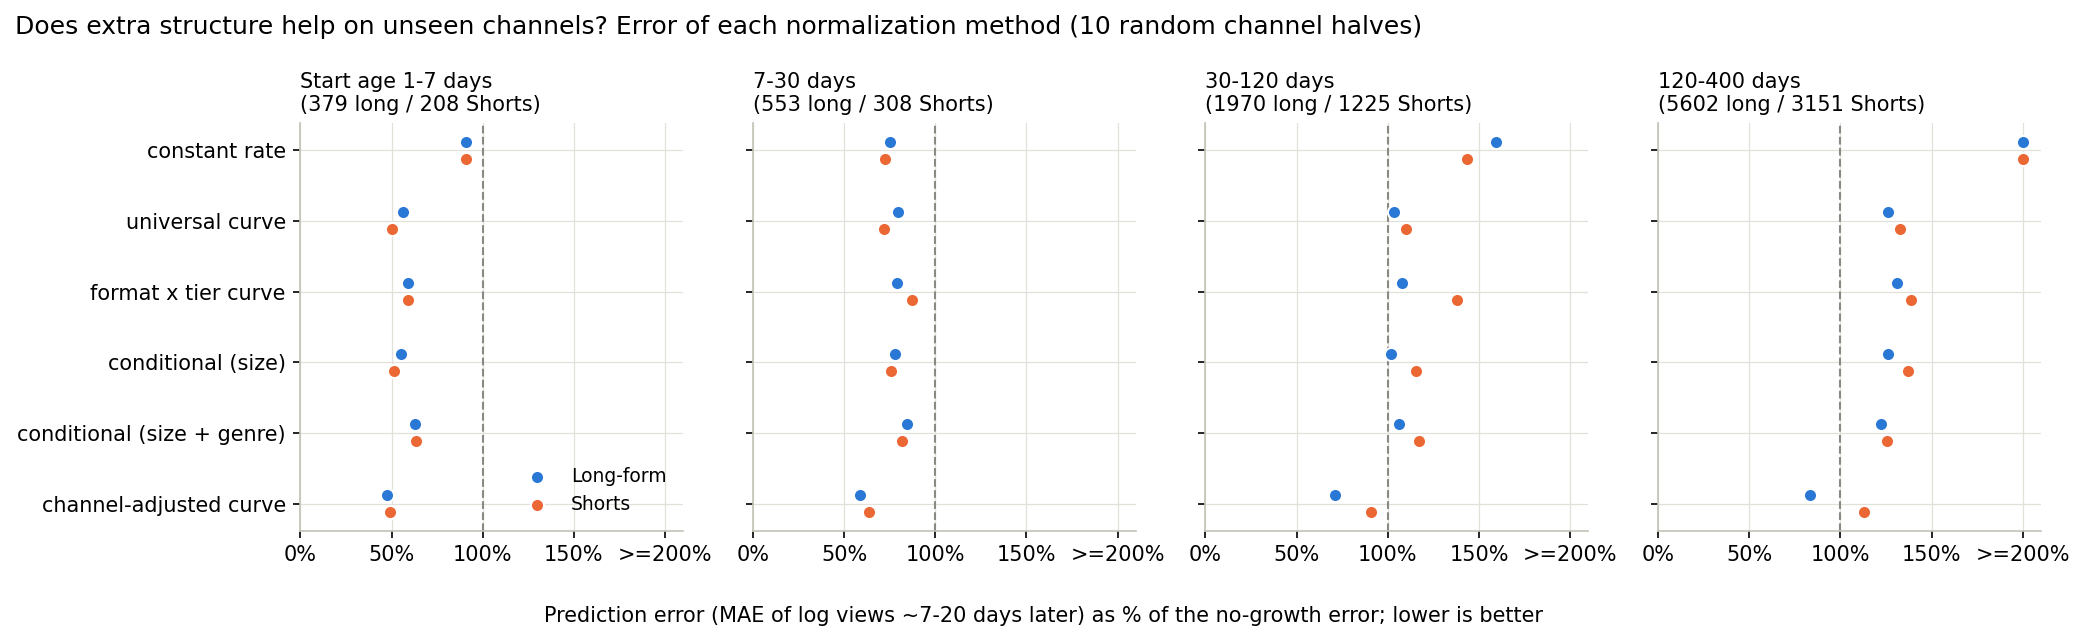 Does extra structure help on unseen channels? Error of each normalization method (10 random channel halves)
Start age 1-7 days
(379 long / 208 Shorts)
7-30 days
(553 long / 308 Shorts)
30-120 days
(1970 long / 1225 Shorts)
120-400 days
(5602 long / 3151 Shorts)
constant rate
universal curve
format x tier curve
conditional (size)
conditional (size + genre)
channel-adjusted curve
Long-form
Shorts
0% 50% 100% 150% >=200%
0% 50% 100% 150% >=200%
0% 50% 100% 150% >=200%
0% 50% 100% 150% >=200%
Prediction error (MAE of log views ~7-20 days later) as % of the no-growth error; lower is better